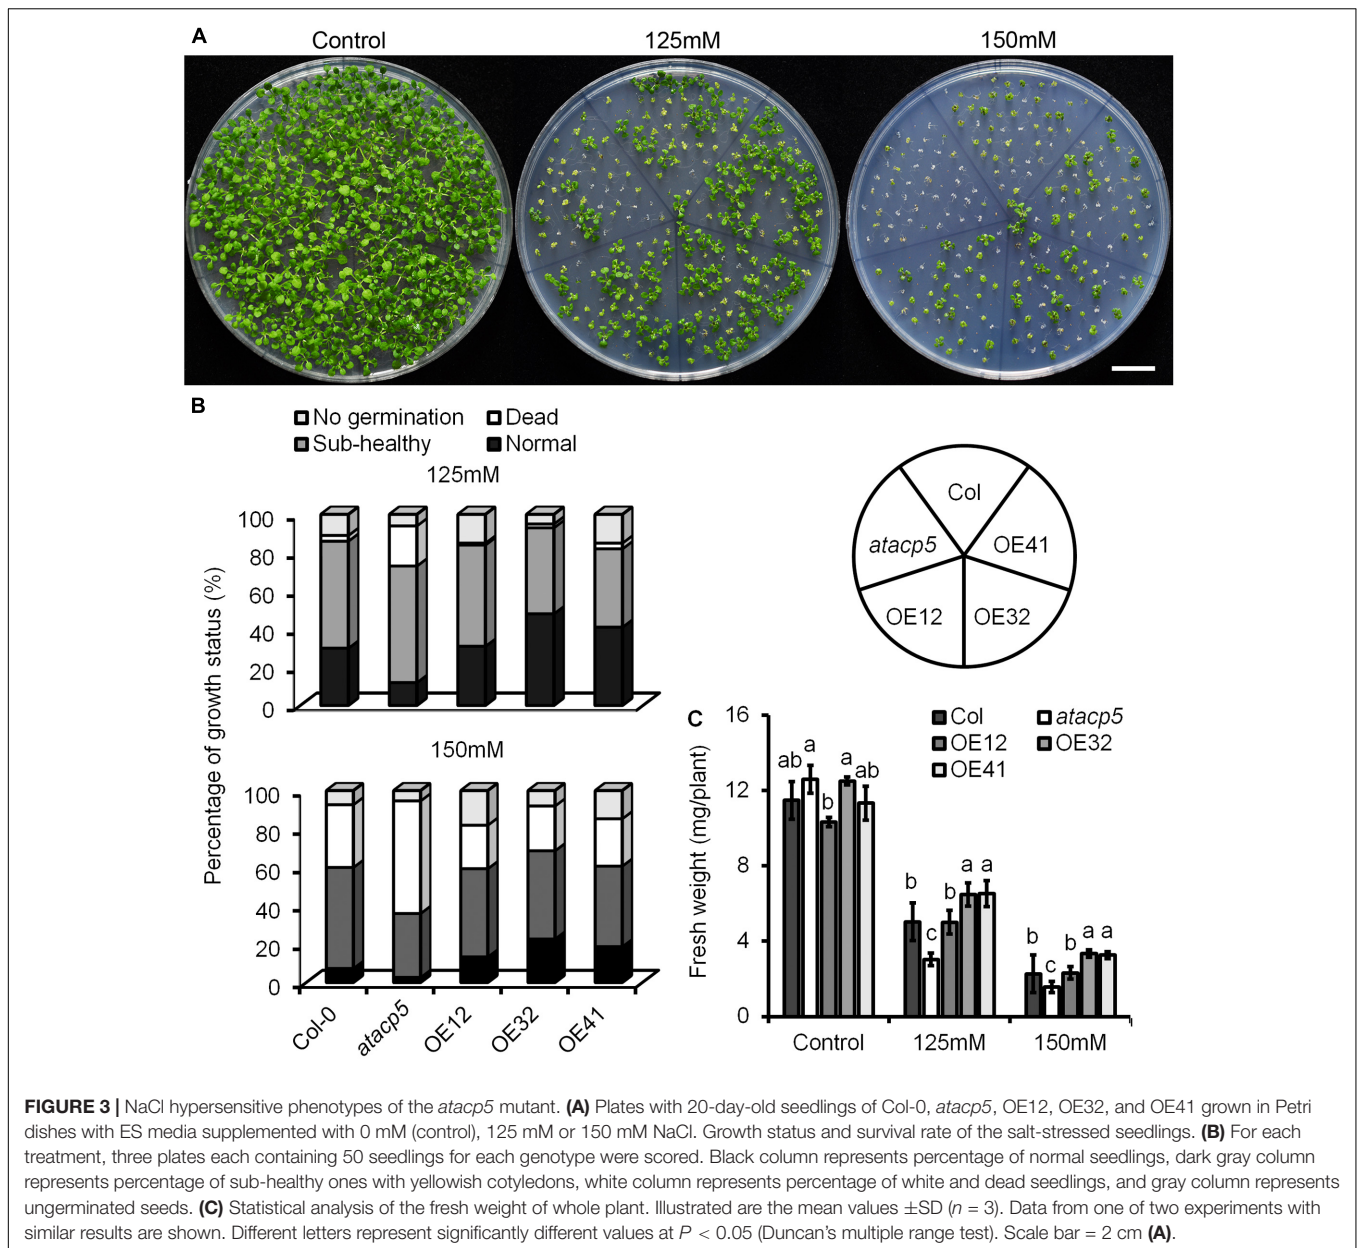 A
Control 125mM 150mM
B
No germination Dead
Sub-healthy Normal
125mM
Percentage of growth status (%)
100
80
60
40
20
0
150mM
100
80
60
40
20
0
Col-0 atacp5 OE12 OE32 OE41
Col
atacp5 OE41
OE12 OE32
C
Col atacp5
OE12 OE32
OE41
Fresh weight (mg/plant)
16
12
8
4
0
ab a b a ab
b c b a a
b c b a a
Control 125mM 150mM
FIGURE 3 | NaCl hypersensitive phenotypes of the atacp5 mutant. (A) Plates with 20-day-old seedlings of Col-0, atacp5, OE12, OE32, and OE41 grown in Petri
dishes with ES media supplemented with 0 mM (control), 125 mM or 150 mM NaCl. Growth status and survival rate of the salt-stressed seedlings. (B) For each
treatment, three plates each containing 50 seedlings for each genotype were scored. Black column represents percentage of normal seedlings, dark gray column
represents percentage of sub-healthy ones with yellowish cotyledons, white column represents percentage of white and dead seedlings, and gray column represents
ungerminated seeds. (C) Statistical analysis of the fresh weight of whole plant. Illustrated are the mean values ±SD (n = 3). Data from one of two experiments with
similar results are shown. Different letters represent significantly different values at P < 0.05 (Duncan's multiple range test). Scale bar = 2 cm (A).